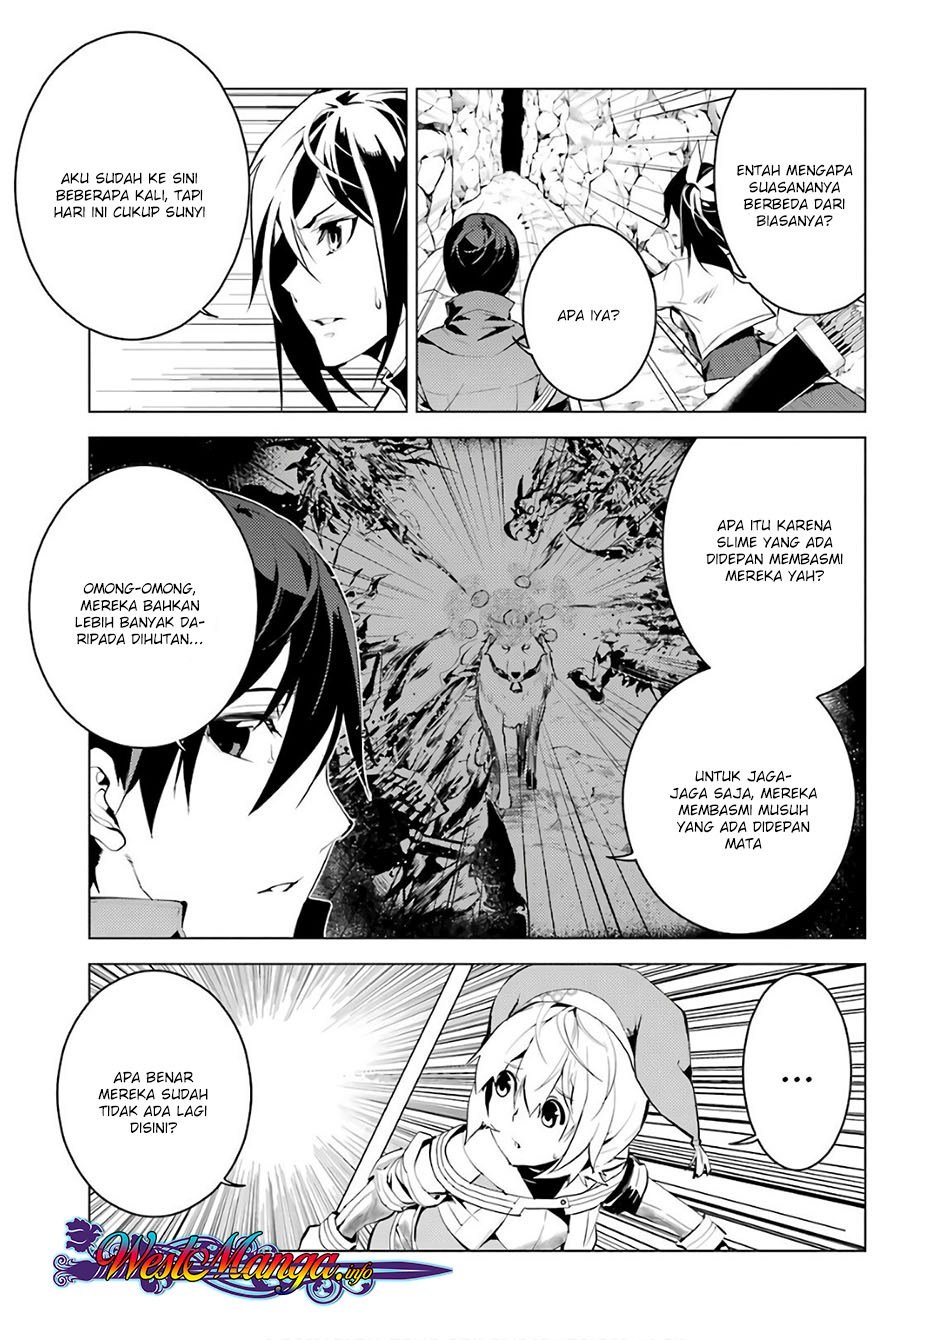 ENTAH MENGAPA
SUASANANYA
BERBEDA DARI
BIASANYA?
APA IYA?
AKU SUDAH KE SINI
BEBERAPA KALI, TAPI
HARI INI CUKUP SUNYI
APA ITU KARENA
SLIME YANG ADA
DIDEPAN MEMBASMI
MEREKA YAH?
UNTUK JAGA-
JAGA SAJA, MEREKA
MEMBASMI MUSUH
YANG ADA DIDEPAN
MATA
OMONG-OMONG,
MEREKA BAHKAN
LEBIH BANYAK DA-
RIPADA DIHUTAN...
...
APA BENAR
MEREKA SUDAH
TIDAK ADA LAGI
DISINI?
WestManga.info